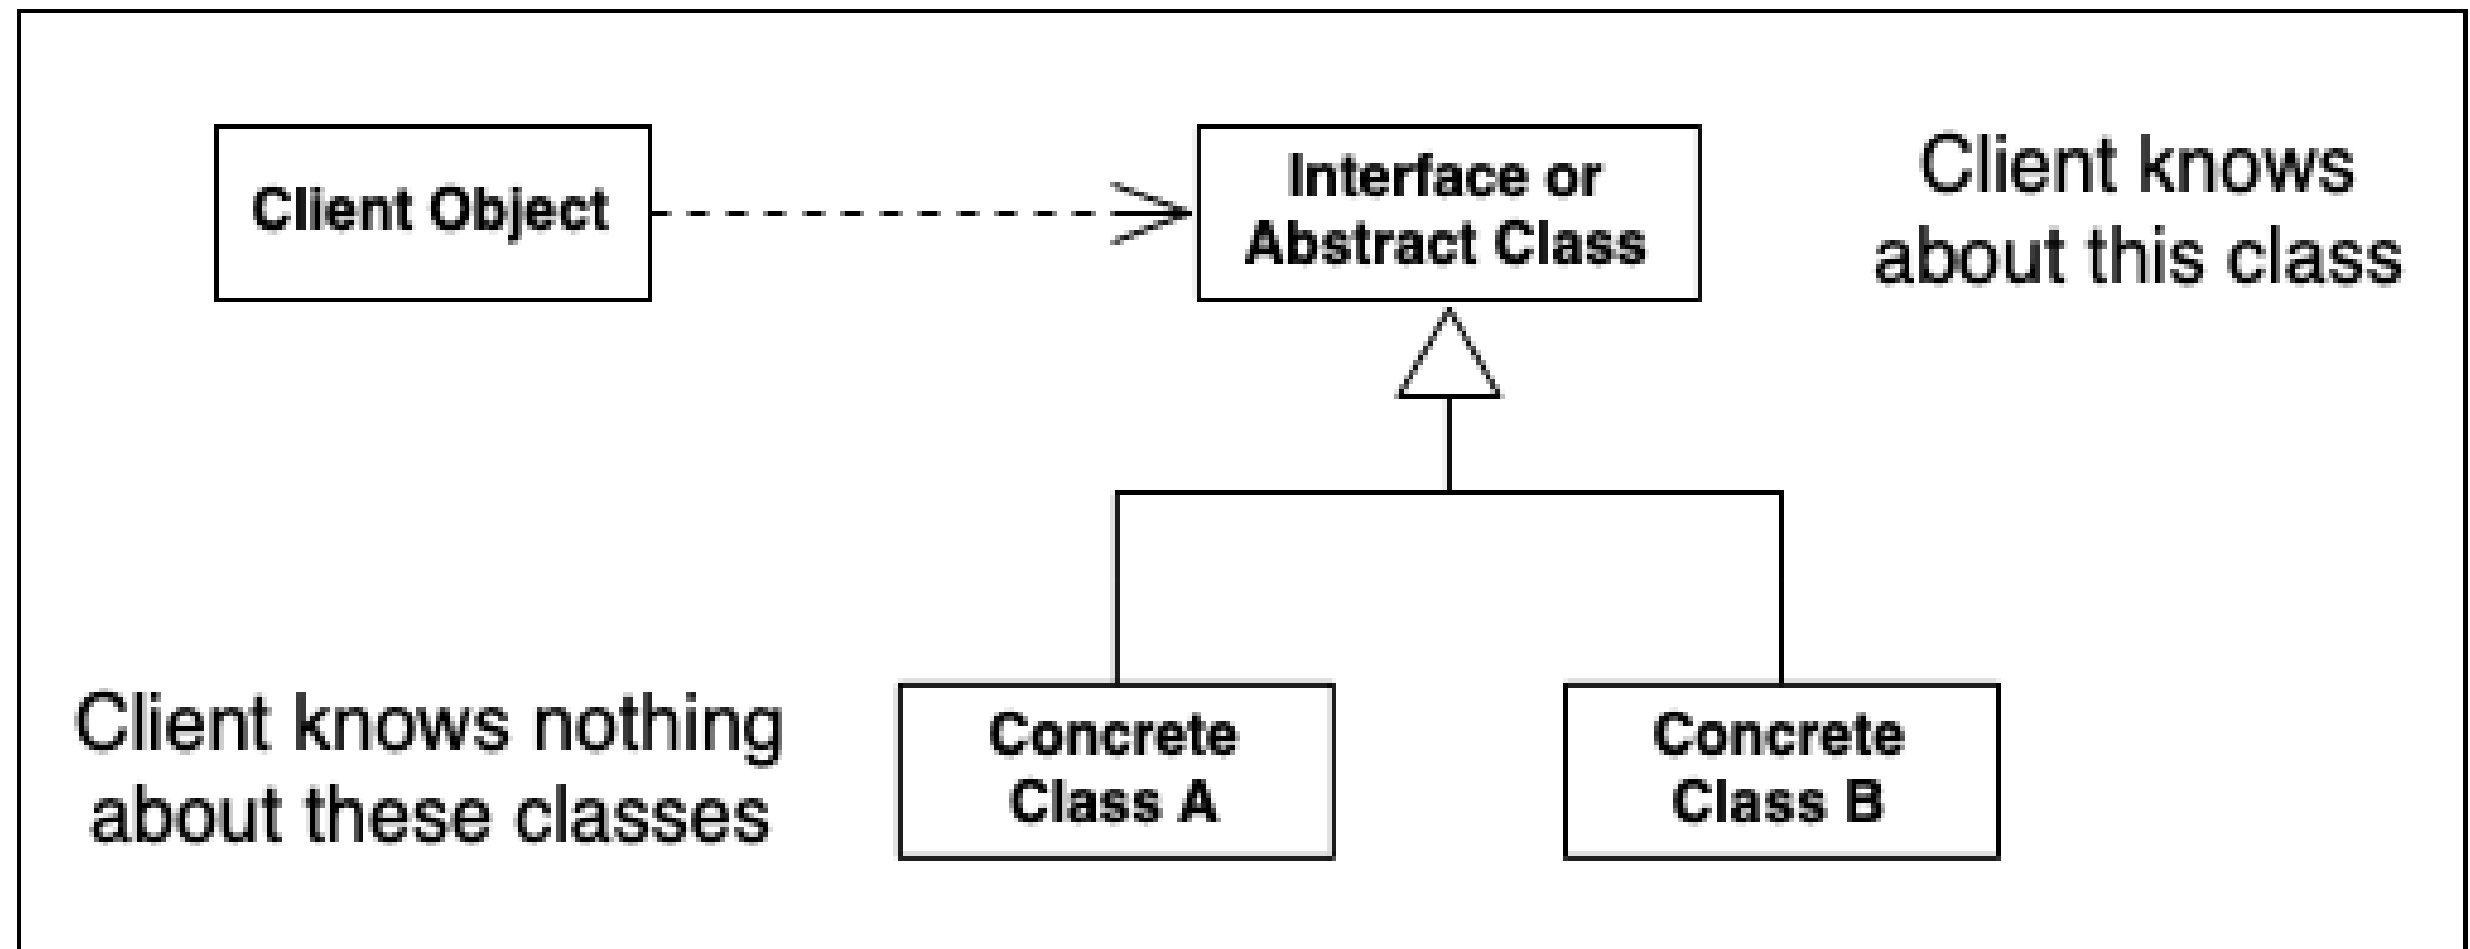 Client Object
Interface or
Abstract Class
Client knows
about this class
Client knows nothing
about these classes
Concrete
Class A
Concrete
Class B